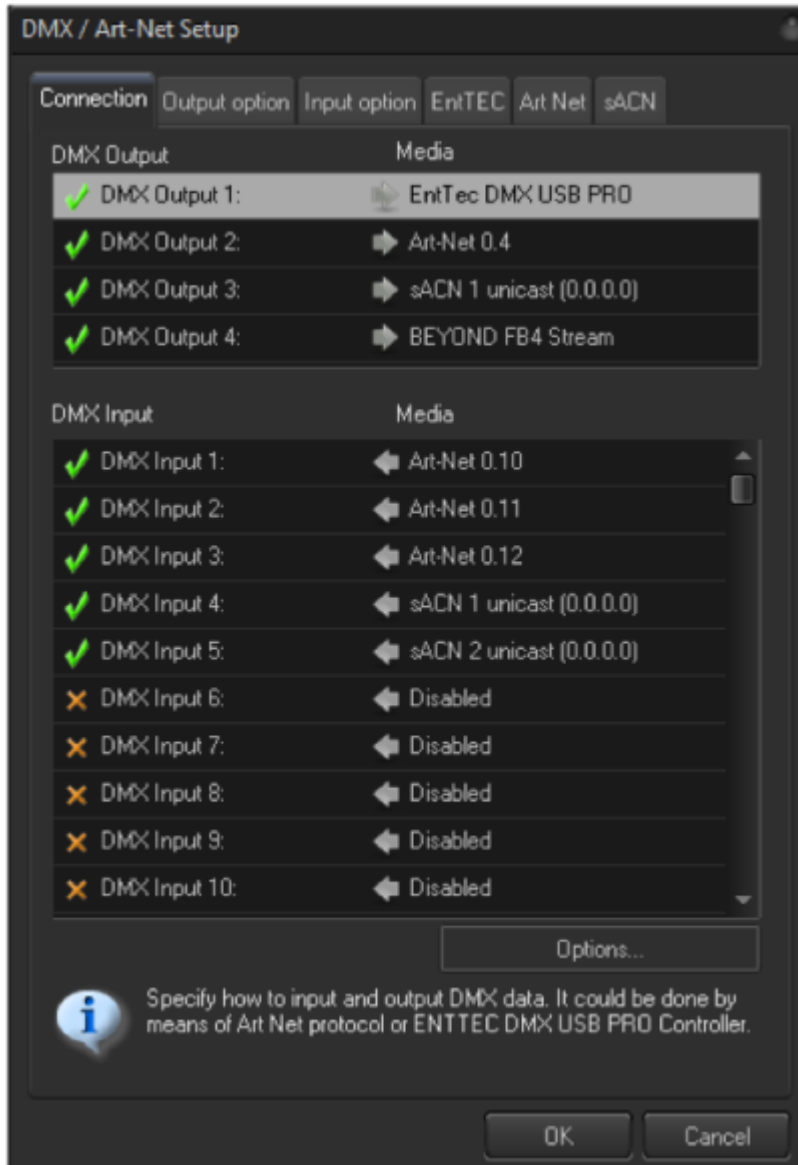 DMX / Art-Net Setup
Connection Output option Input option EntTEC Art Net sACN
DMX Output Media
DMX Output 1: EntTec DMX USB PRO
DMX Output 2: Art-Net 0.4
DMX Output 3: sACN 1 unicast (0.0.0.0)
DMX Output 4: BEYOND FB4 Stream
DMX Input Media
DMX Input 1: Art-Net 0.10
DMX Input 2: Art-Net 0.11
DMX Input 3: Art-Net 0.12
DMX Input 4: sACN 1 unicast (0.0.0.0)
DMX Input 5: sACN 2 unicast (0.0.0.0)
DMX Input 6: Disabled
DMX Input 7: Disabled
DMX Input 8: Disabled
DMX Input 9: Disabled
DMX Input 10: Disabled
Options...
Specify how to input and output DMX data. It could be done by
means of Art Net protocol or ENTTEC DMX USB PRO Controller.
OK Cancel